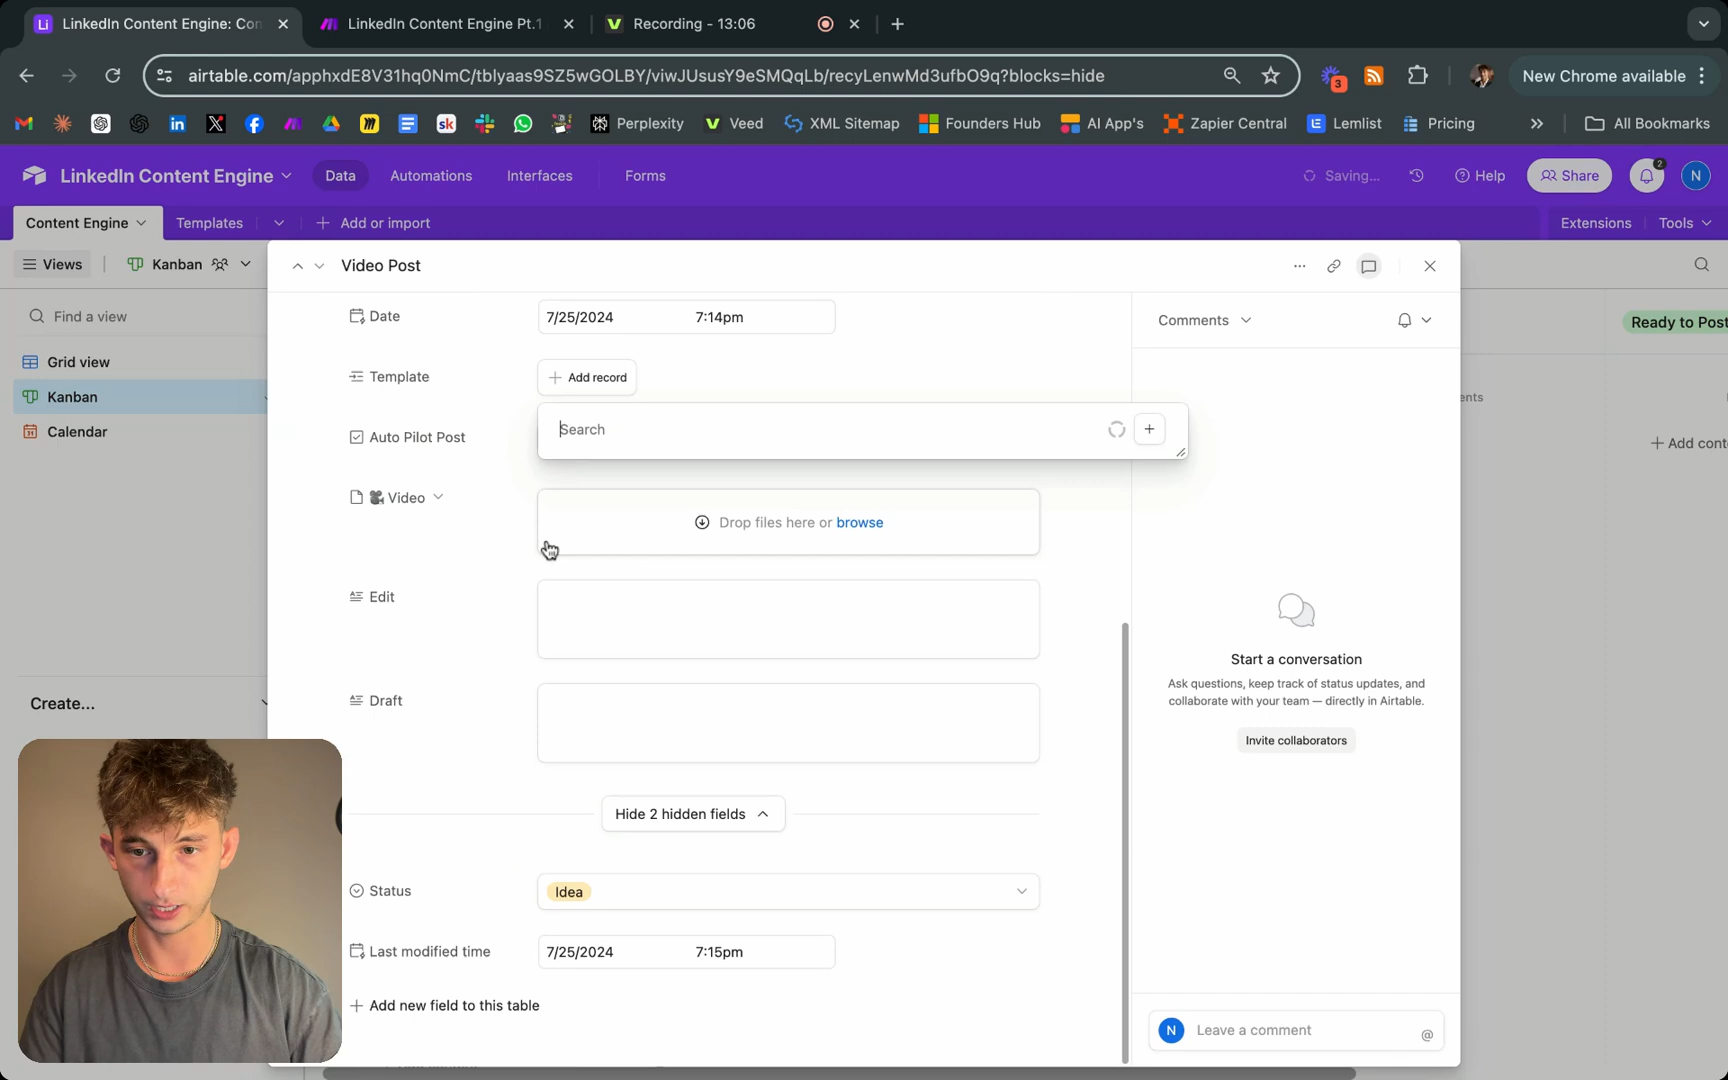 Li LinkedIn Content Engine: Con
LinkedIn Content Engine Pt.1
Recording - 13:06
airtable.com/apphxdE8V31hq0NmC/tblyaas9SZ5wGOLBY/viwJUsusY9eSMQqLb/recyLenwMd3ufbO9q?blocks=hide
3
New Chrome available
sk
Perplexity
Veed
XML Sitemap
Founders Hub
AI App's
Zapier Central
Lemlist
Pricing
All Bookmarks
LinkedIn Content Engine
Data
Automations
Interfaces
Forms
Saving...
Help
Share
2
N
Content Engine
Templates
Add or import
Extensions
Tools
Views
Kanban
Video Post
Find a view
Grid view
Kanban
Calendar
Create...
Date
7/25/2024 7:14pm
Template
Add record
Search
Auto Pilot Post
Video
Drop files here or browse
Edit
Draft
Hide 2 hidden fields
Status
Idea
Last modified time
7/25/2024 7:15pm
Add new field to this table
Comments
Start a conversation
Ask questions, keep track of status updates, and
collaborate with your team — directly in Airtable.
Invite collaborators
N Leave a comment @
Ready to Post
ents
Add cont